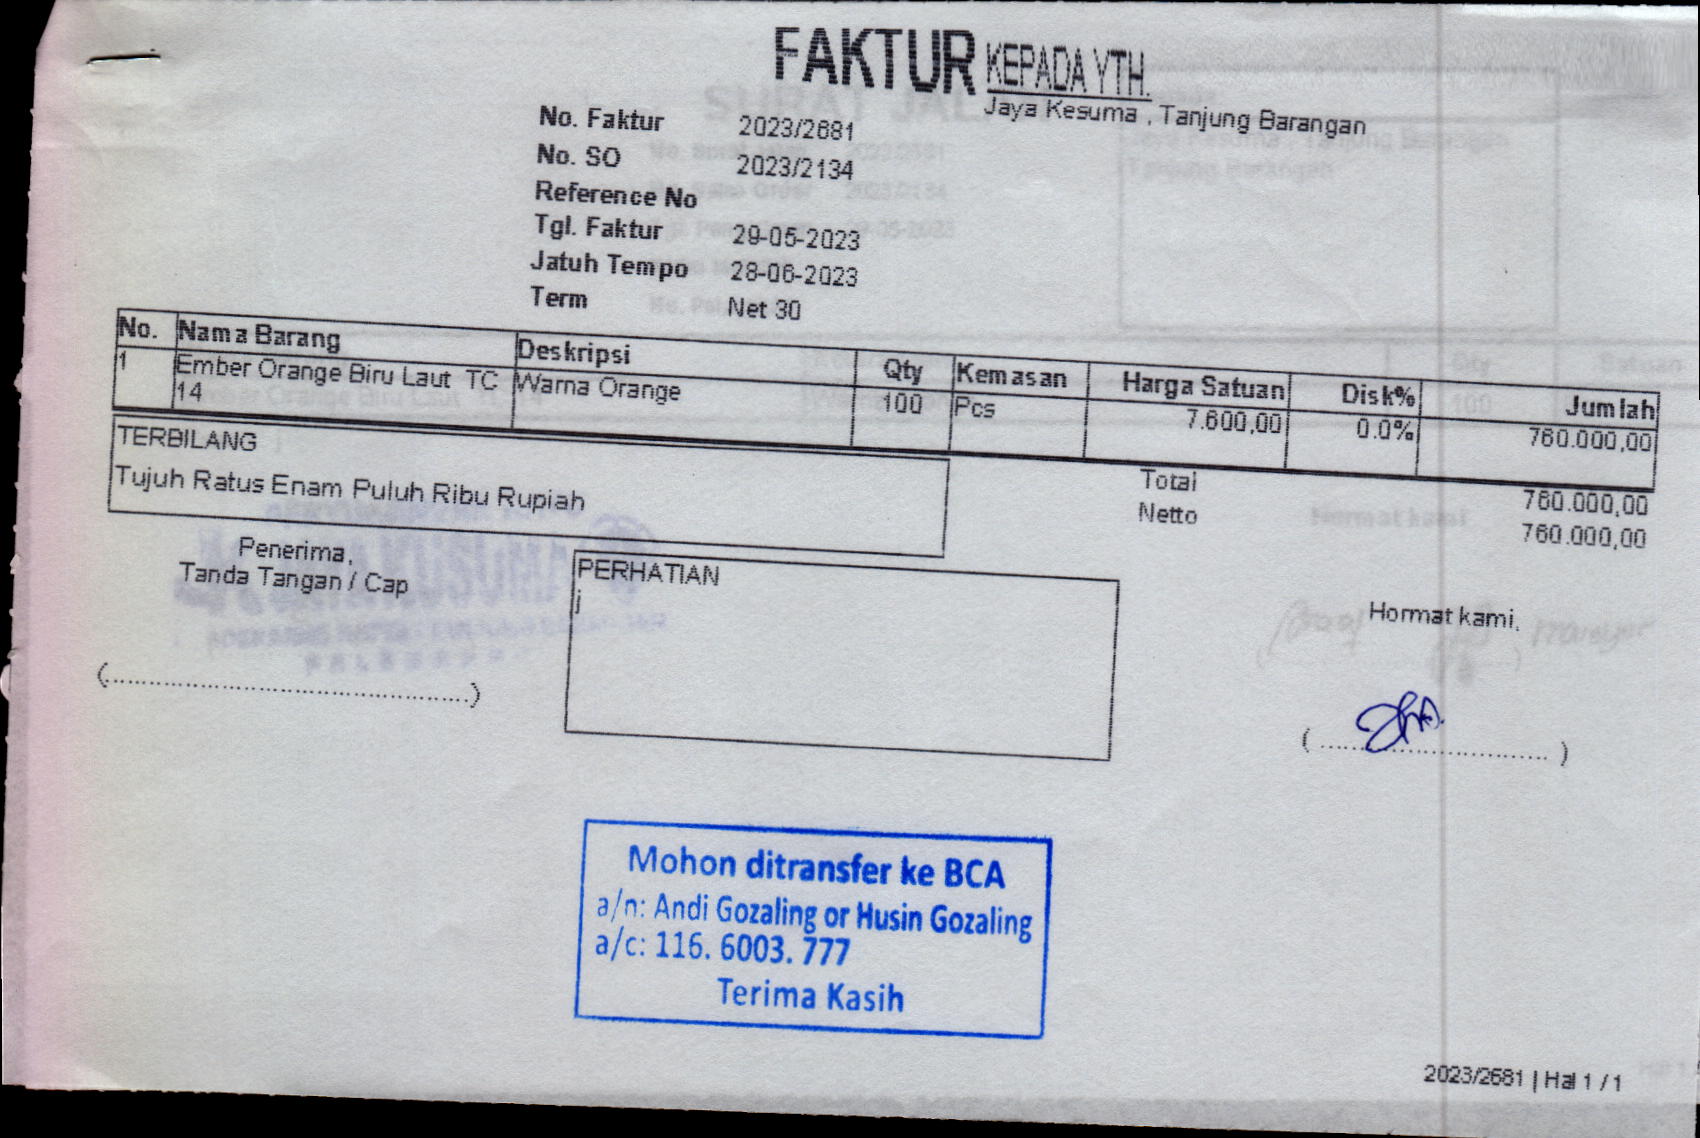 FAKTUR KEPADA YTH.
Jaya Kesuma , Tanjung Barangan
No. Faktur 2023/2681
No. SO 2023/2134
Reference No
Tgl. Faktur 29-05-2023
Jatuh Tempo 28-06-2023
Term Net 30
No. Nama Barang Deskripsi Qty Kemasan Harga Satuan Disk% Jumlah
1 Ember Orange Biru Laut TC Warna Orange 100 Pcs 7.600,00 0.0% 760.000,00
14
TERBILANG
Tujuh Ratus Enam Puluh Ribu Rupiah
Total 760.000,00
Netto 760.000,00
Penerima,
Tanda Tangan / Cap
(..............................................)
PERHATIAN
j
Hormat kami,
( .............................. )
Mohon ditransfer ke BCA
a/n: Andi Gozaling or Husin Gozaling
a/c: 116. 6003. 777
Terima Kasih
2023/2681 | Hal 1 / 1